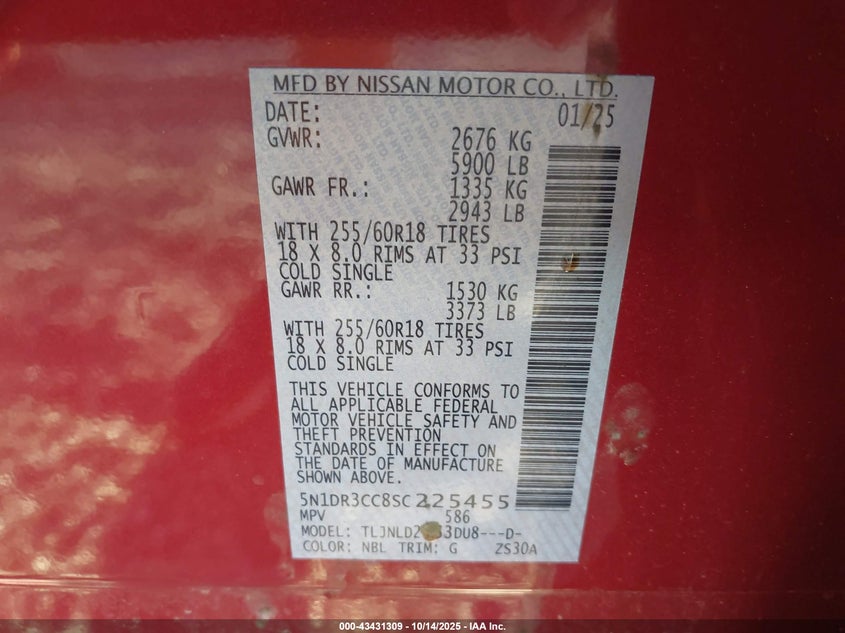 MFD BY NISSAN MOTOR CO., LTD.
DATE: 01/25
GVWR: 2676 KG
5900 LB
GAWR FR.: 1335 KG
2943 LB
WITH 255/60R18 TIRES
18 X 8.0 RIMS AT 33 PSI
COLD SINGLE
GAWR RR.: 1530 KG
3373 LB
WITH 255/60R18 TIRES
18 X 8.0 RIMS AT 33 PSI
COLD SINGLE
THIS VEHICLE CONFORMS TO
ALL APPLICABLE FEDERAL
MOTOR VEHICLE SAFETY AND
THEFT PREVENTION
STANDARDS IN EFFECT ON
THE DATE OF MANUFACTURE
SHOWN ABOVE.
5N1DR3CC8SC225455
MPV 586
MODEL:
COLOR: NBL TRIM: G ZS30A
000-43431309 | 10/14/2025 - IAA Inc.